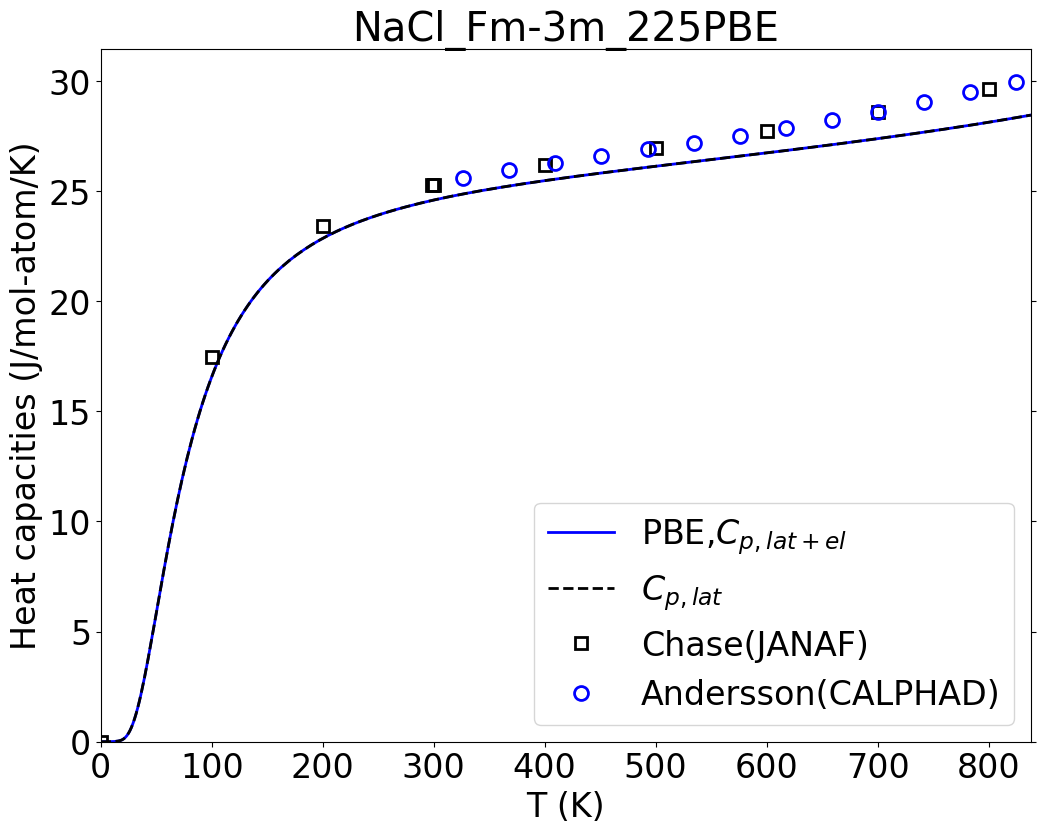 NaCl_Fm-3m_225PBE
Heat capacities (J/mol-atom/K)
30
25
20
15
10
5
0
PBE,C_{p, lat+el}
C_{p, lat}
Chase(JANAF)
Andersson(CALPHAD)
0 100 200 300 400 500 600 700 800
T (K)